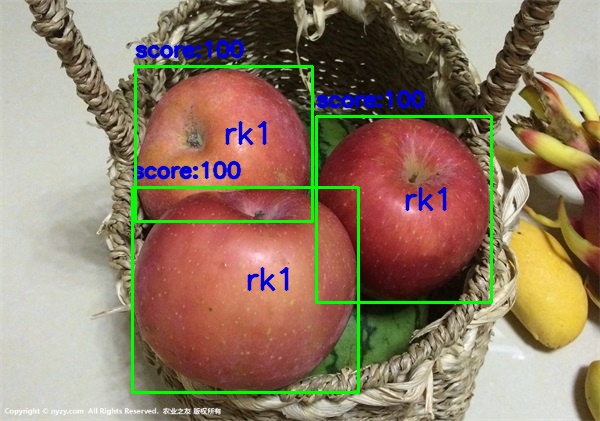 score:100
score:100
rk1
score:100
rk1
rk1
Copyright © nyzy.com All Rights Reserved. 农业之友 版权所有